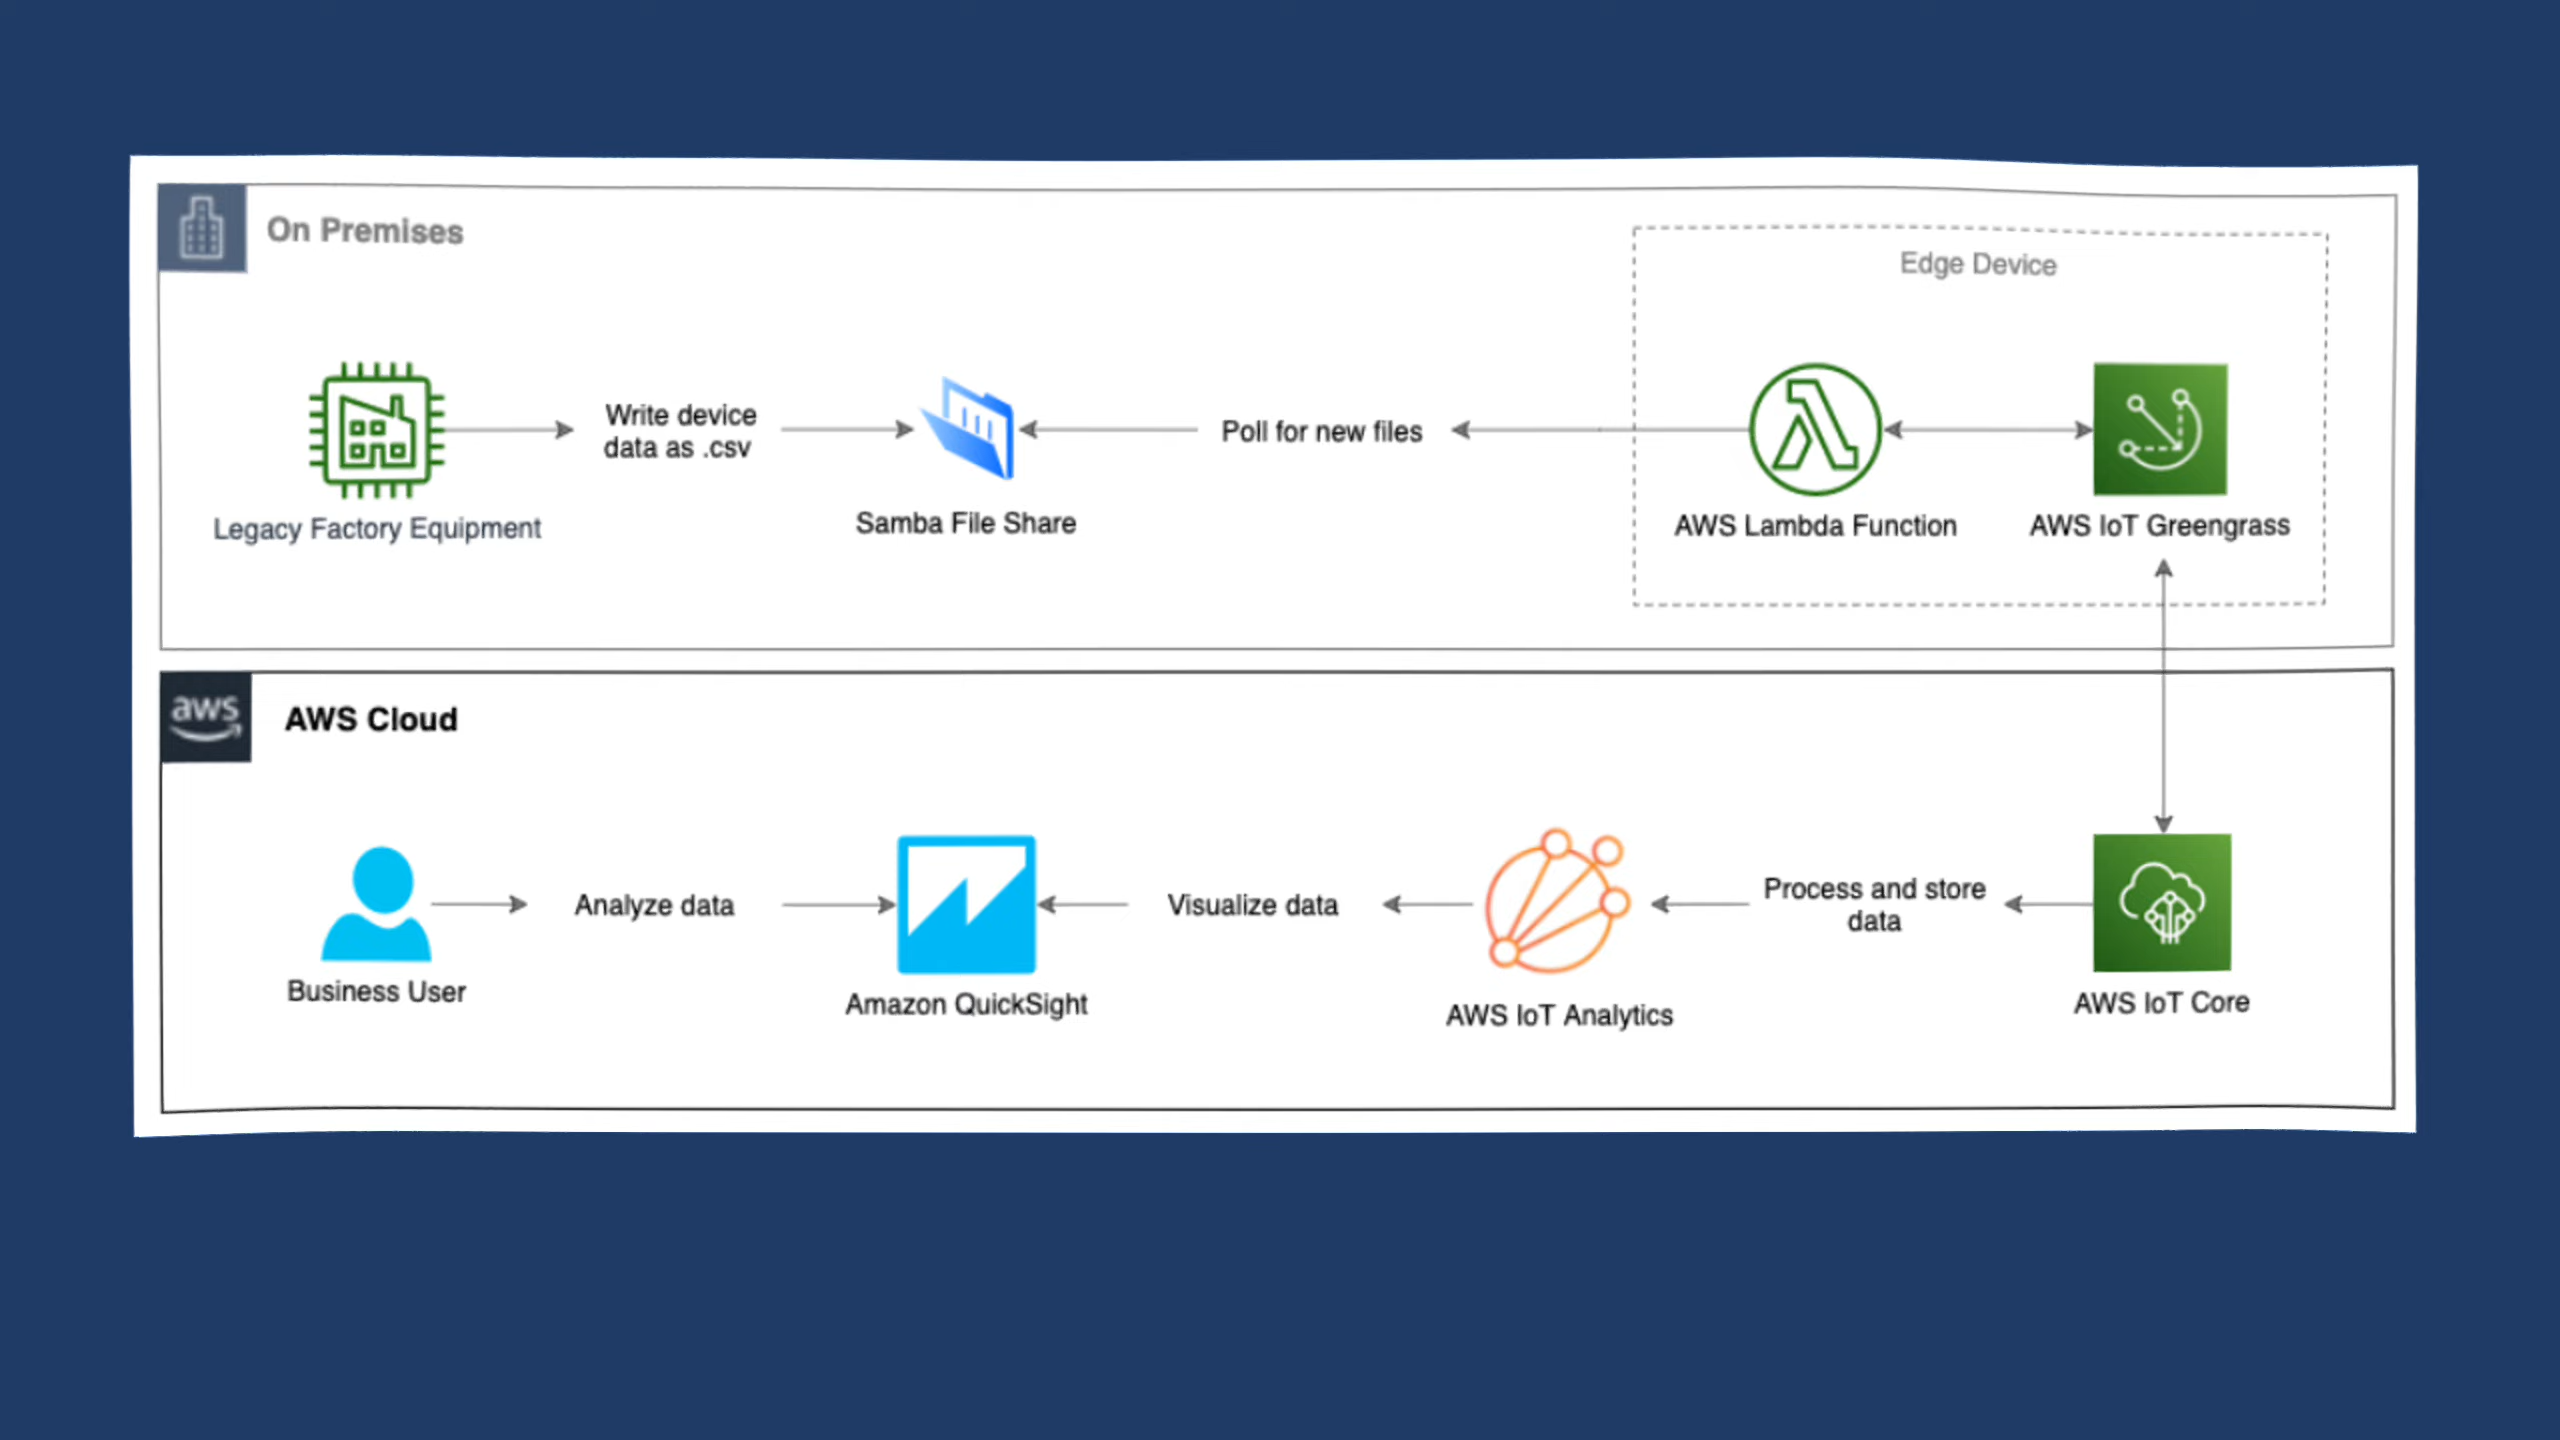 On Premises
Edge Device
Write device
data as .csv
Poll for new files
Legacy Factory Equipment
Samba File Share
AWS Lambda Function
AWS IoT Greengrass
aws
AWS Cloud
Analyze data
Visualize data
Process and store
data
Business User
Amazon QuickSight
AWS IoT Analytics
AWS IoT Core